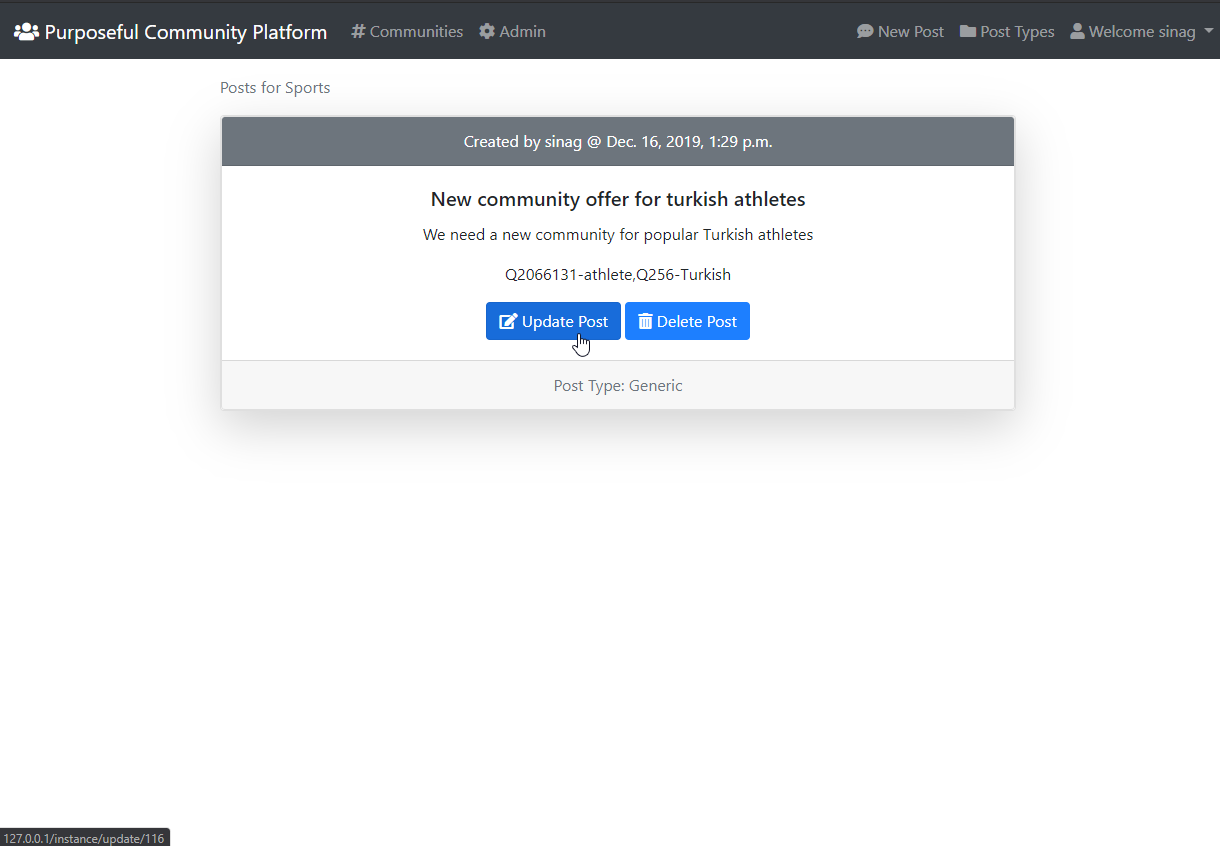 Purposeful Community Platform Communities Admin New Post Post Types Welcome sinag
Posts for Sports
Created by sinag @ Dec. 16, 2019, 1:29 p.m.
New community offer for turkish athletes
We need a new community for popular Turkish athletes
Q2066131-athlete,Q256-Turkish
Update Post Delete Post
Post Type: Generic
127.0.0.1/instance/update/116